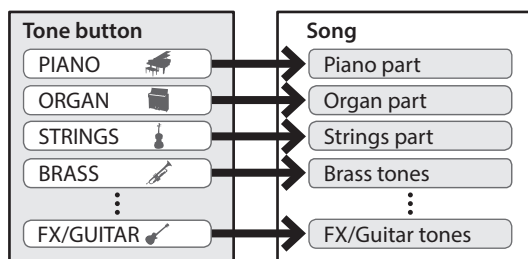 Tone button
PIANO
ORGAN
STRINGS
BRASS
FX/GUITAR
Song
Piano part
Organ part
Strings part
Brass tones
FX/Guitar tones